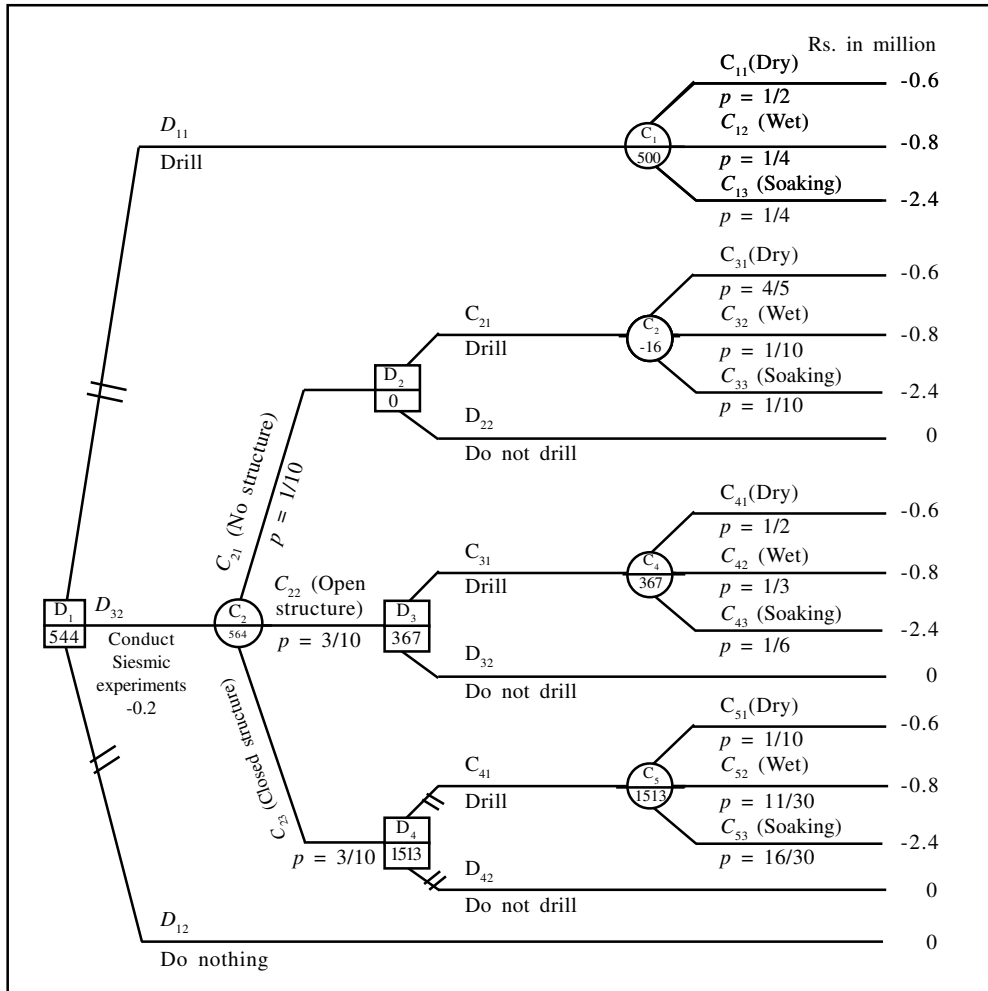 Rs. in million
C₁₁(Dry)
-0.6
p = 1/2
D₁₁
C₁₂ (Wet)
C₁
-0.8
Drill
500
p = 1/4
C₁₃ (Soaking)
-2.4
p = 1/4
C₃₁(Dry)
-0.6
p = 4/5
C₂₁
C₃₂ (Wet)
C₂
-0.8
Drill
-16
p = 1/10
D₂
C₃₃ (Soaking)
0
-2.4
p = 1/10
D₂₂
0
Do not drill
C₂₁ (No structure)
p = 1/10
C₄₁(Dry)
-0.6
p = 1/2
C₃₁
C₄₂ (Wet)
C₄
-0.8
Drill
367
p = 1/3
C₂₂ (Open
structure)
C₄₃ (Soaking)
D₁
D₃₂
C₂
D₃
-2.4
544
564
p = 3/10
367
p = 1/6
Conduct
Siesmic
experiments
-0.2
D₃₂
0
Do not drill
C₂₃ (Closed structure)
C₅₁(Dry)
-0.6
p = 1/10
C₄₁
C₅₂ (Wet)
C₅
-0.8
Drill
1513
p = 11/30
D₄
C₅₃ (Soaking)
p = 3/10
1513
-2.4
p = 16/30
D₄₂
0
Do not drill
D₁₂
0
Do nothing